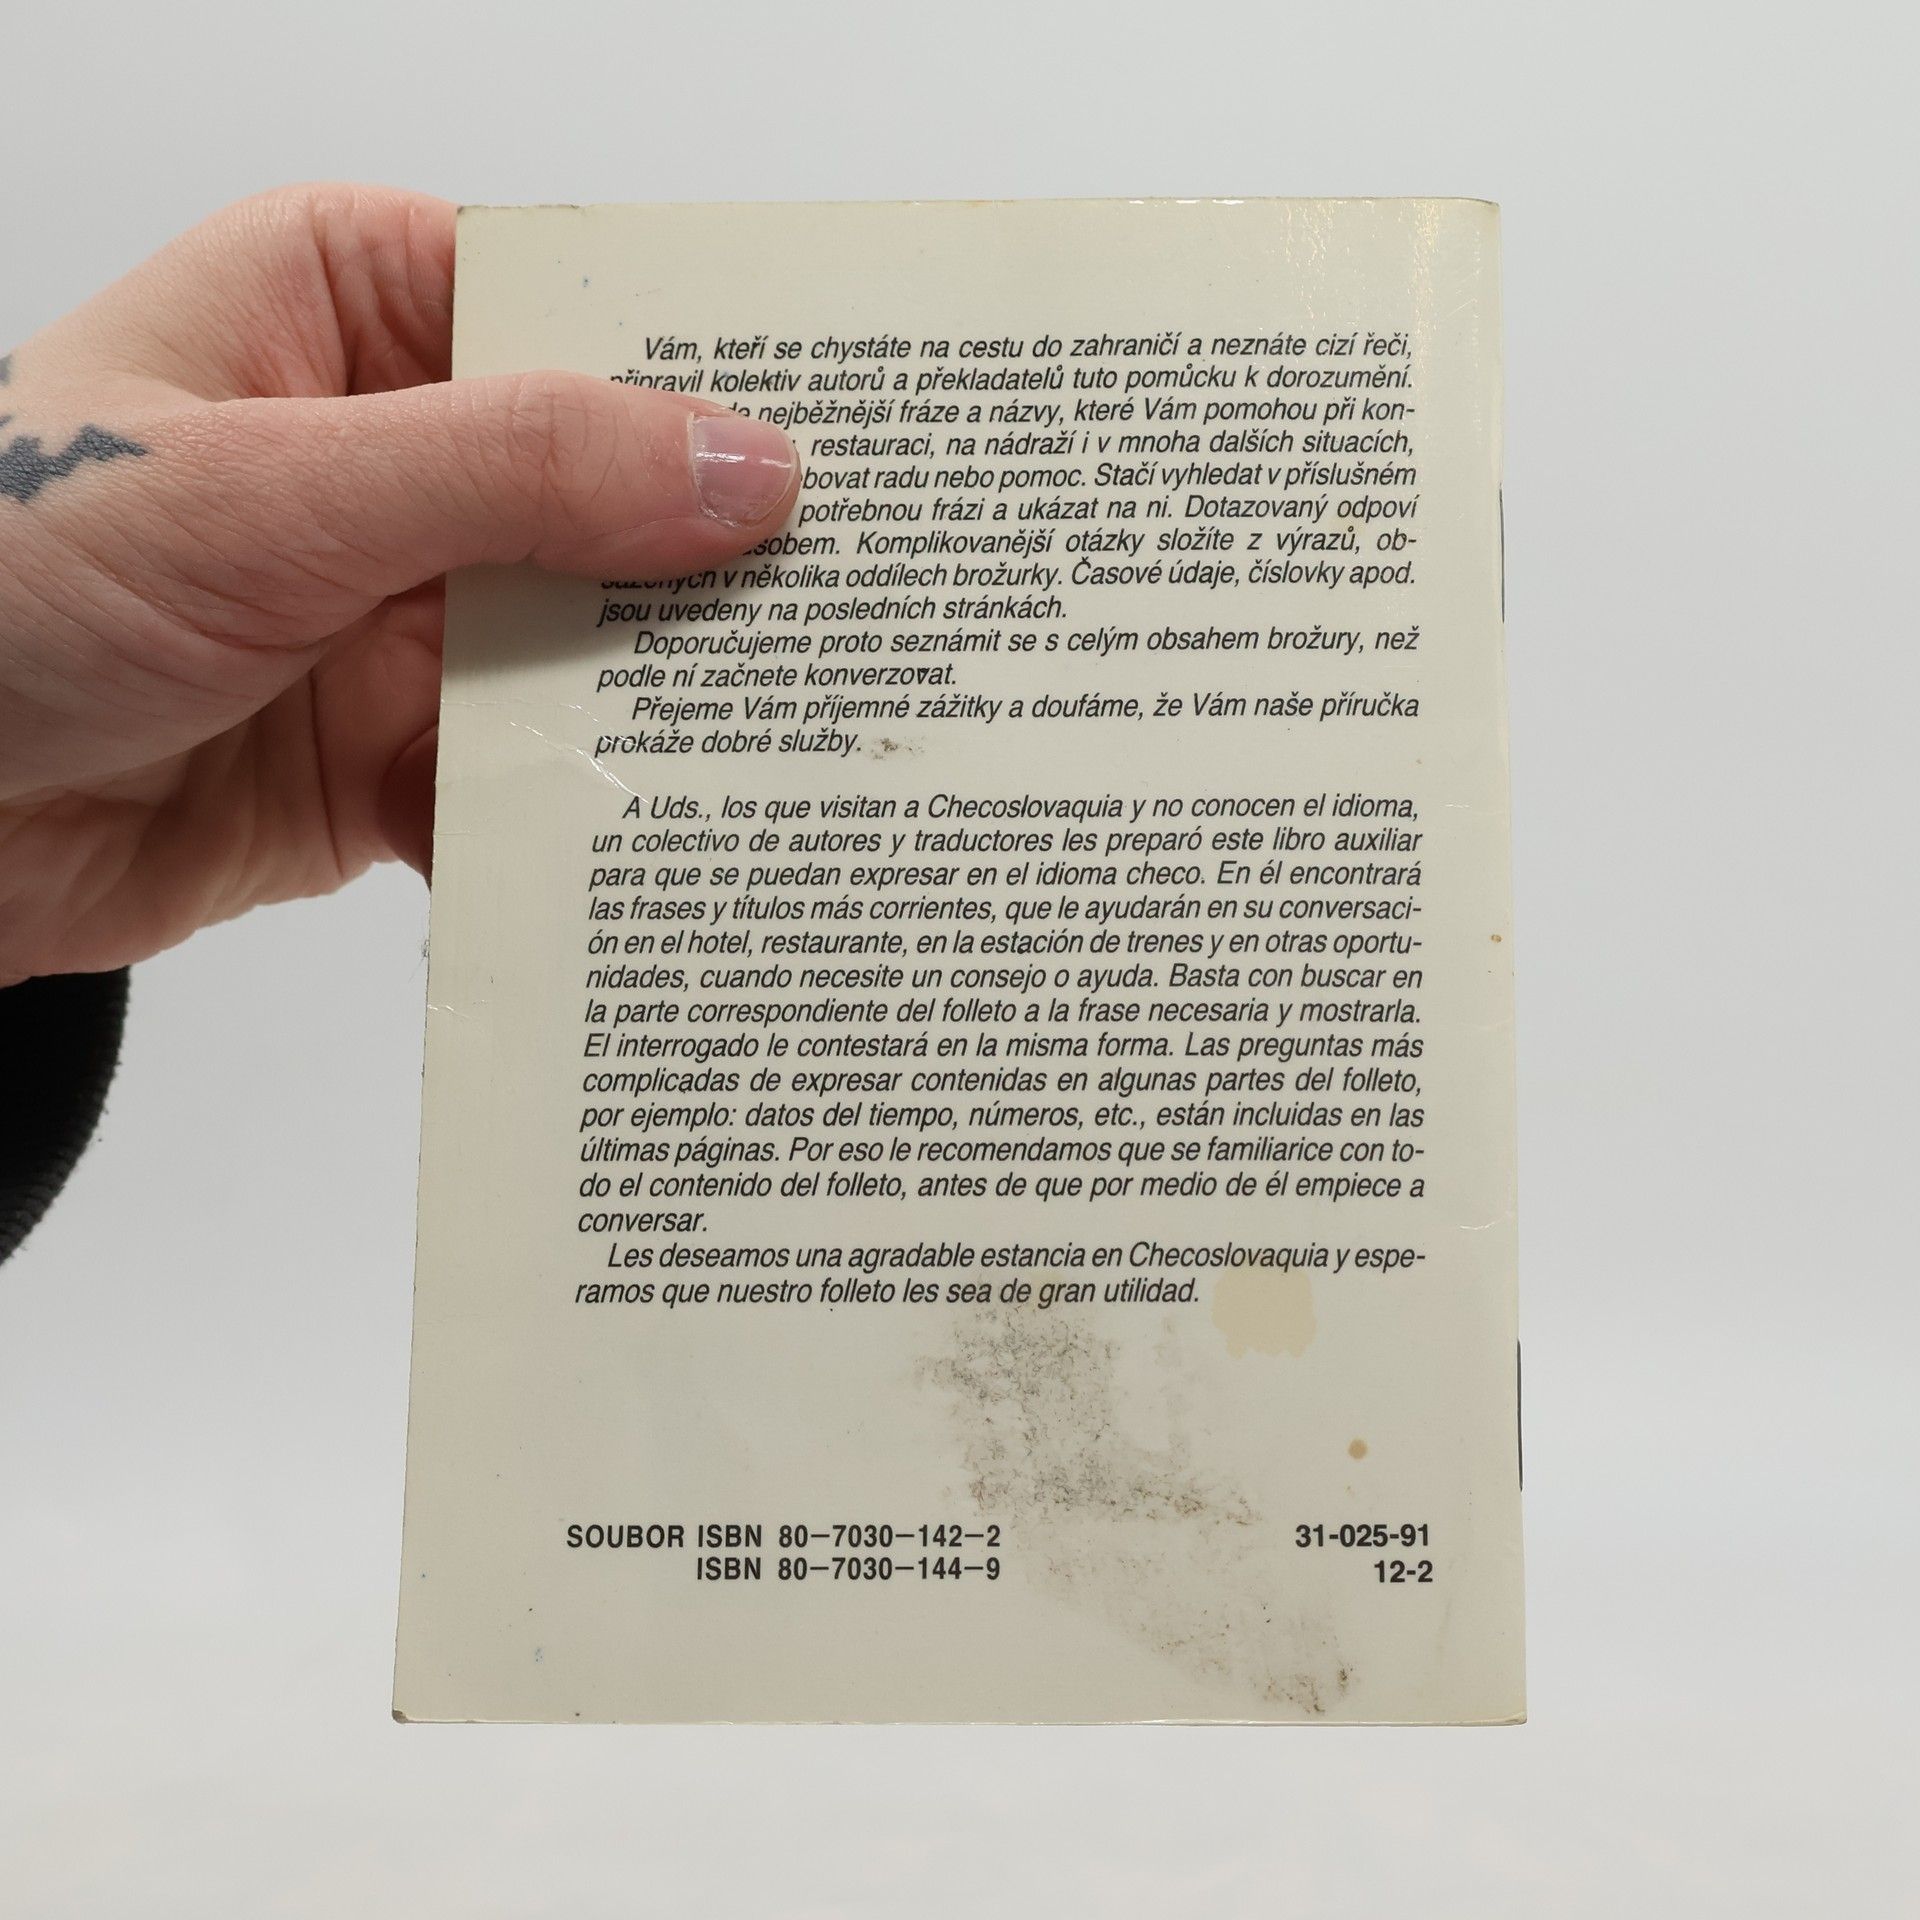 Vám, kteří se chystáte na cestu do zahraničí a neznáte cizí řeči,
připravil kolektiv autorů a překladatelů tuto pomůcku k dorozumění.
nejběžnější fráze a názvy, které Vám pomohou při kon-
restauraci, na nádraží i v mnoha dalších situacích,
radu nebo pomoc. Stačí vyhledat v příslušném
potřebnou frázi a ukázat na ni. Dotazovaný odpoví
Komplikovanější otázky složíte z výrazů, ob-
sažených v několika oddílech brožurky. Časové údaje, číslovky apod.
jsou uvedeny na posledních stránkách.
Doporučujeme proto seznámit se s celým obsahem brožury, než
podle ní začnete konverzovat.
Přejeme Vám příjemné zážitky a doufáme, že Vám naše příručka
prokáže dobré služby.
A Uds., los que visitan a Checoslovaquia y no conocen el idioma,
un colectivo de autores y traductores les preparó este libro auxiliar
para que se puedan expresar en el idioma checo. En él encontrará
las frases y títulos más corrientes, que le ayudarán en su conversaci-
ón en el hotel, restaurante, en la estación de trenes y en otras oportu-
nidades, cuando necesite un consejo o ayuda. Basta con buscar en
la parte correspondiente del folleto a la frase necesaria y mostrarla.
El interrogado le contestará en la misma forma. Las preguntas más
complicadas de expresar contenidas en algunas partes del folleto,
por ejemplo: datos del tiempo, números, etc., están incluidas en las
últimas páginas. Por eso le recomendamos que se familiarice con to-
do el contenido del folleto, antes de que por medio de él empiece a
conversar.
Les deseamos una agradable estancia en Checoslovaquia y espe-
ramos que nuestro folleto les sea de gran utilidad.
SOUBOR ISBN 80–7030–142–2
ISBN 80–7030–144–9
31-025-91
12-2